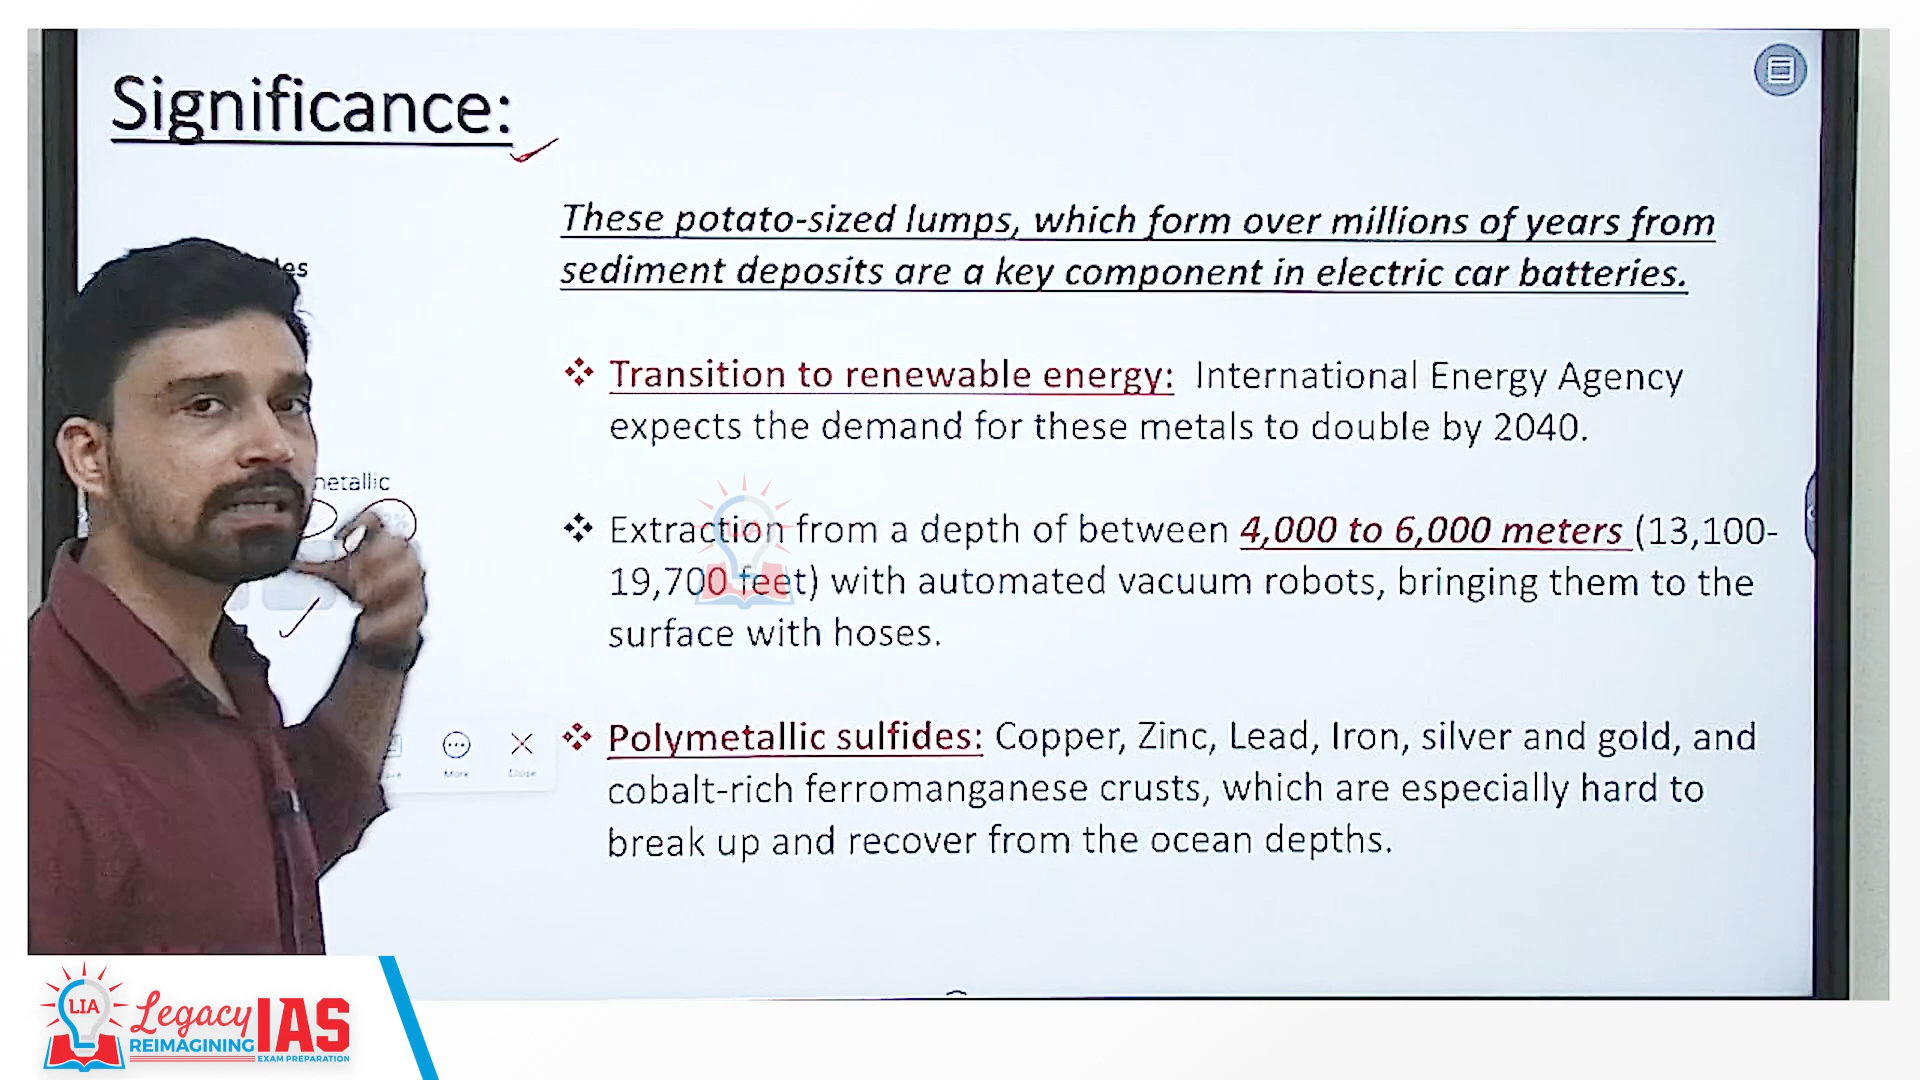 Significance:
These potato-sized lumps, which form over millions of years from
sediment deposits are a key component in electric car batteries.
❖ Transition to renewable energy: International Energy Agency
expects the demand for these metals to double by 2040.
❖ Extraction from a depth of between 4,000 to 6,000 meters (13,100-
19,700 feet) with automated vacuum robots, bringing them to the
surface with hoses.
❖ Polymetallic sulfides: Copper, Zinc, Lead, Iron, silver and gold, and
cobalt-rich ferromanganese crusts, which are especially hard to
break up and recover from the ocean depths.
More
Close
LIA
LIA
Legacy IAS
REIMAGINING
EXAM PREPARATION